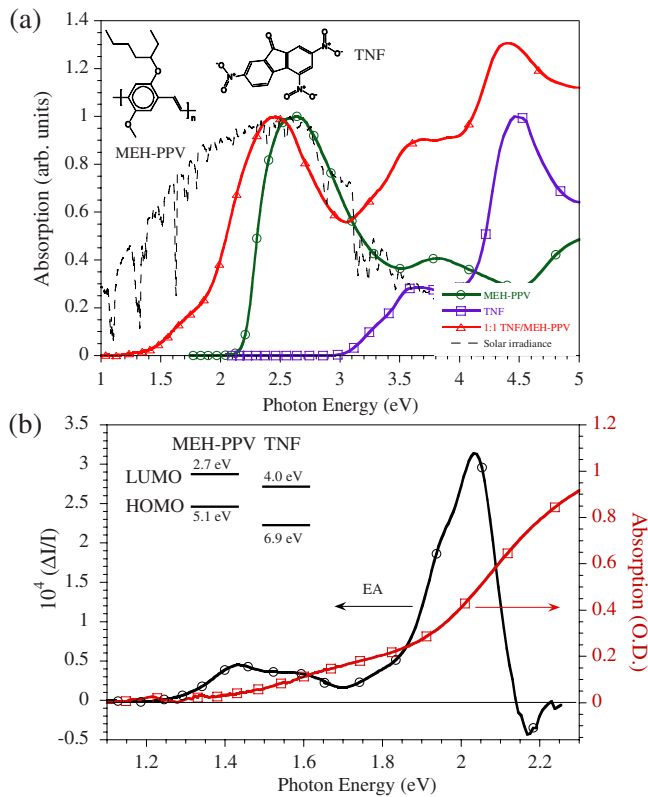 (a)
1.4
1.2
1
0.8
0.6
0.4
0.2
0
Absorption (arb. units)
O
n
O
MEH-PPV
O
O⁻
N⁺
O
O
N⁺
⁻O
N⁺
O
O⁻
TNF
MEH-PPV
TNF
1:1 TNF/MEH-PPV
Solar irradiance
1
1.5
2
2.5
3
3.5
4
4.5
5
Photon Energy (eV)
(b)
3.5
3
2.5
2
1.5
1
0.5
0
-0.5
10⁴ (ΔI/I)
MEH-PPV TNF
LUMO 2.7 eV 4.0 eV
HOMO 5.1 eV 6.9 eV
EA
1.2
1
0.8
0.6
0.4
0.2
0
Absorption (O.D.)
1.2
1.4
1.6
1.8
2
2.2
Photon Energy (eV)